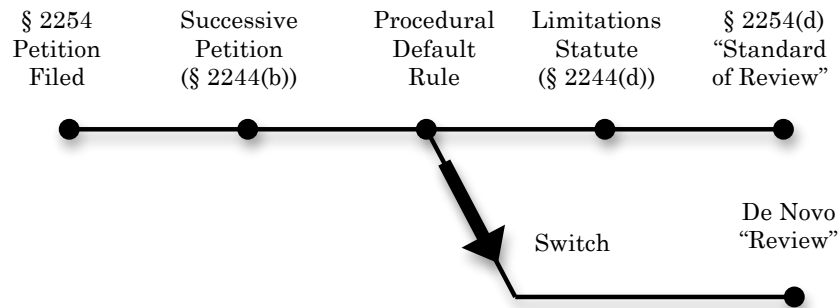 § 2254
Petition
Filed
Successive
Petition
(§ 2244(b))
Procedural
Default
Rule
Limitations
Statute
(§ 2244(d))
§ 2254(d)
“Standard
of Review”
Switch
De Novo
“Review”